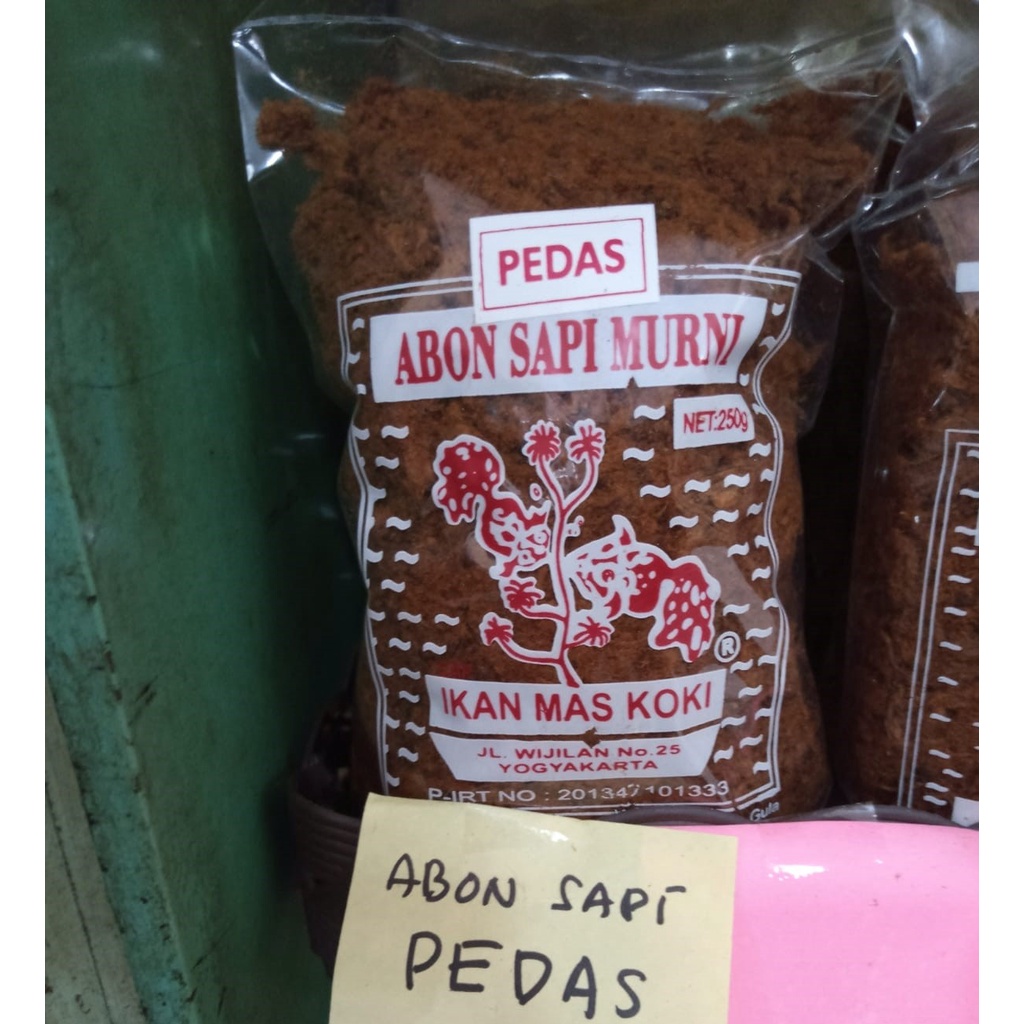 PEDAS
ABON SAPI MURNI
NET:250g
®
IKAN MAS KOKI
JL. WIJILAN No.25
YOGYAKARTA
P-IRT NO : 201347101333
Gula
ABON SAPI
PEDAS